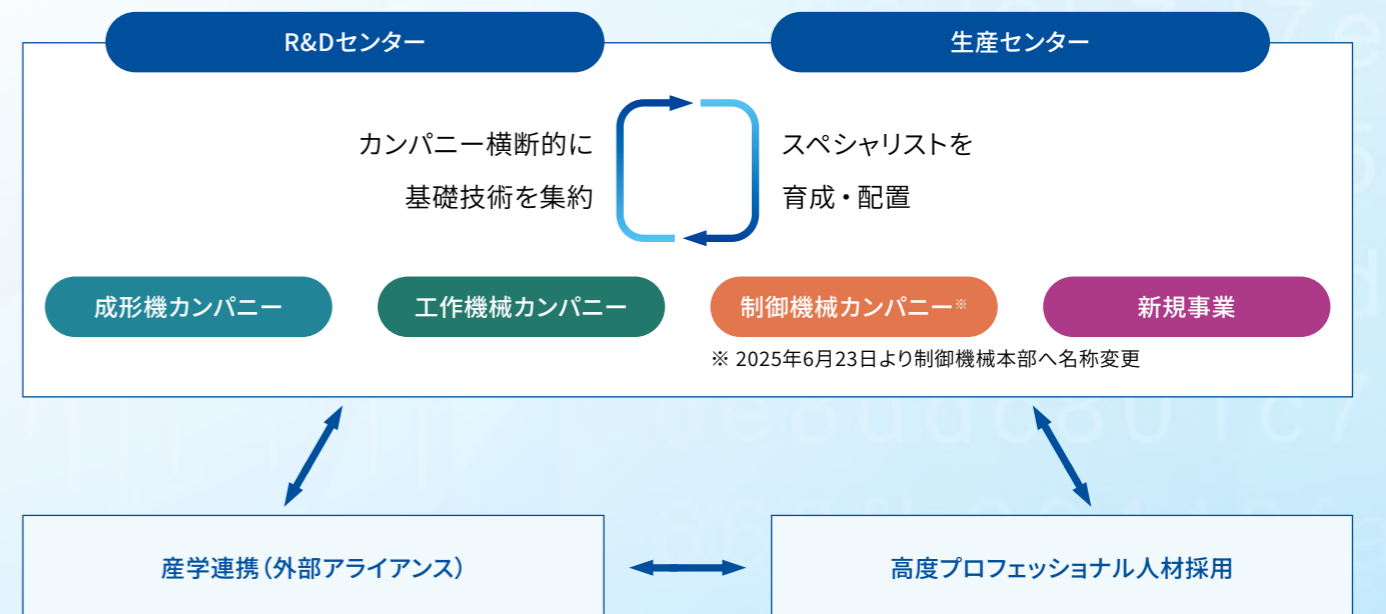 R&Dセンター
生産センター
カンパニー横断的に
基礎技術を集約
スペシャリストを
育成・配置
成形機カンパニー
工作機械カンパニー
制御機械カンパニー※
新規事業
※ 2025年6月23日より制御機械本部へ名称変更
産学連携(外部アライアンス)
高度プロフェッショナル人材採用